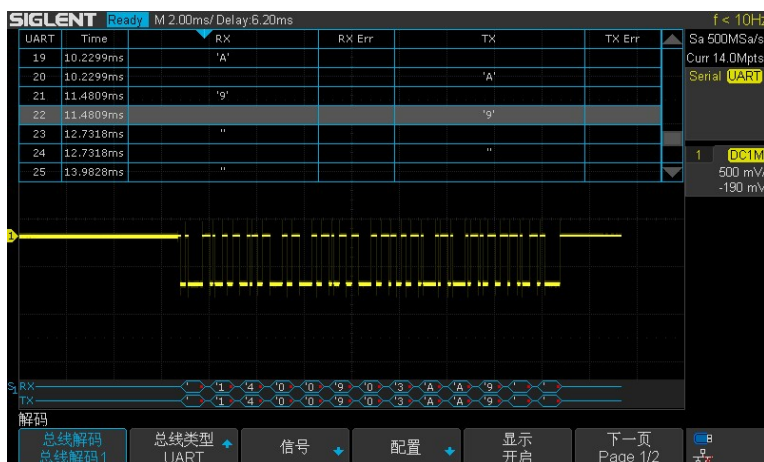 SIGLENT Ready M 2.00ms/ Delay:6.20ms f < 10Hz
UART Time RX RX Err TX TX Err
19 10.2299ms 'A'
20 10.2299ms 'A'
21 11.4809ms '9'
22 11.4809ms '9'
23 12.7318ms ''
24 12.7318ms ''
25 13.9828ms ''
Sa 500MSa/s
Curr 14.0Mpts
Serial UART
1 DC1M
500 mV/
-190 mV
1
S1 RX ' '1 '4 '0 '0 '9 '0 '3 'A 'A '9 ' '
TX ' '1 '4 '0 '0 '9 '0 '3 'A 'A '9 ' '
解码
总线解码 总线类型 信号 配置 显示 下一页
总线解码1 UART 开启 Page 1/2